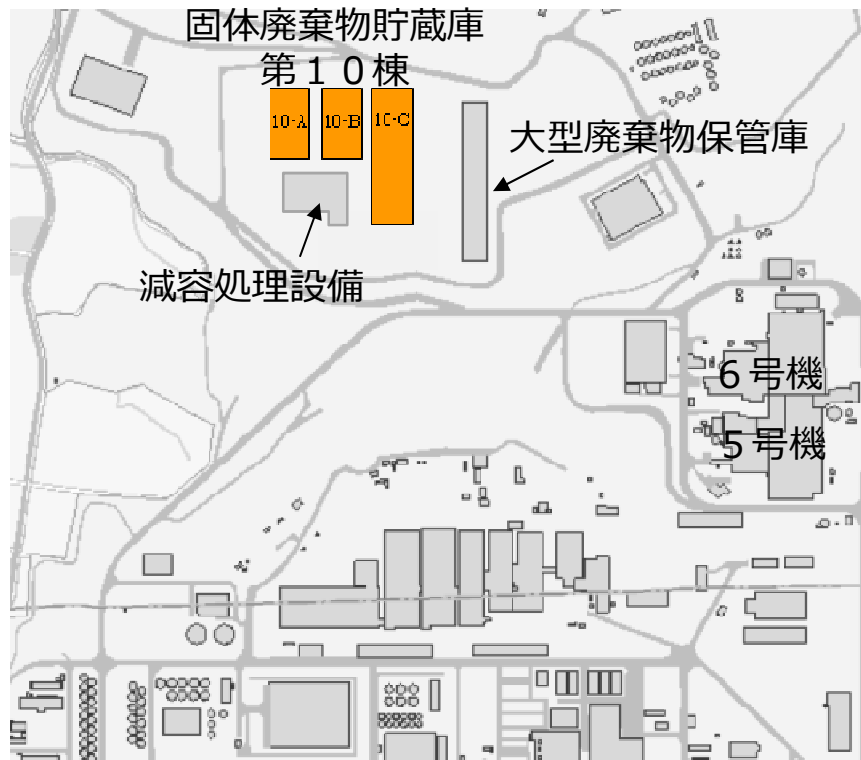 固体廃棄物貯蔵庫
第１０棟
10-A
10-B
10-C
大型廃棄物保管庫
減容処理設備
６号機
５号機